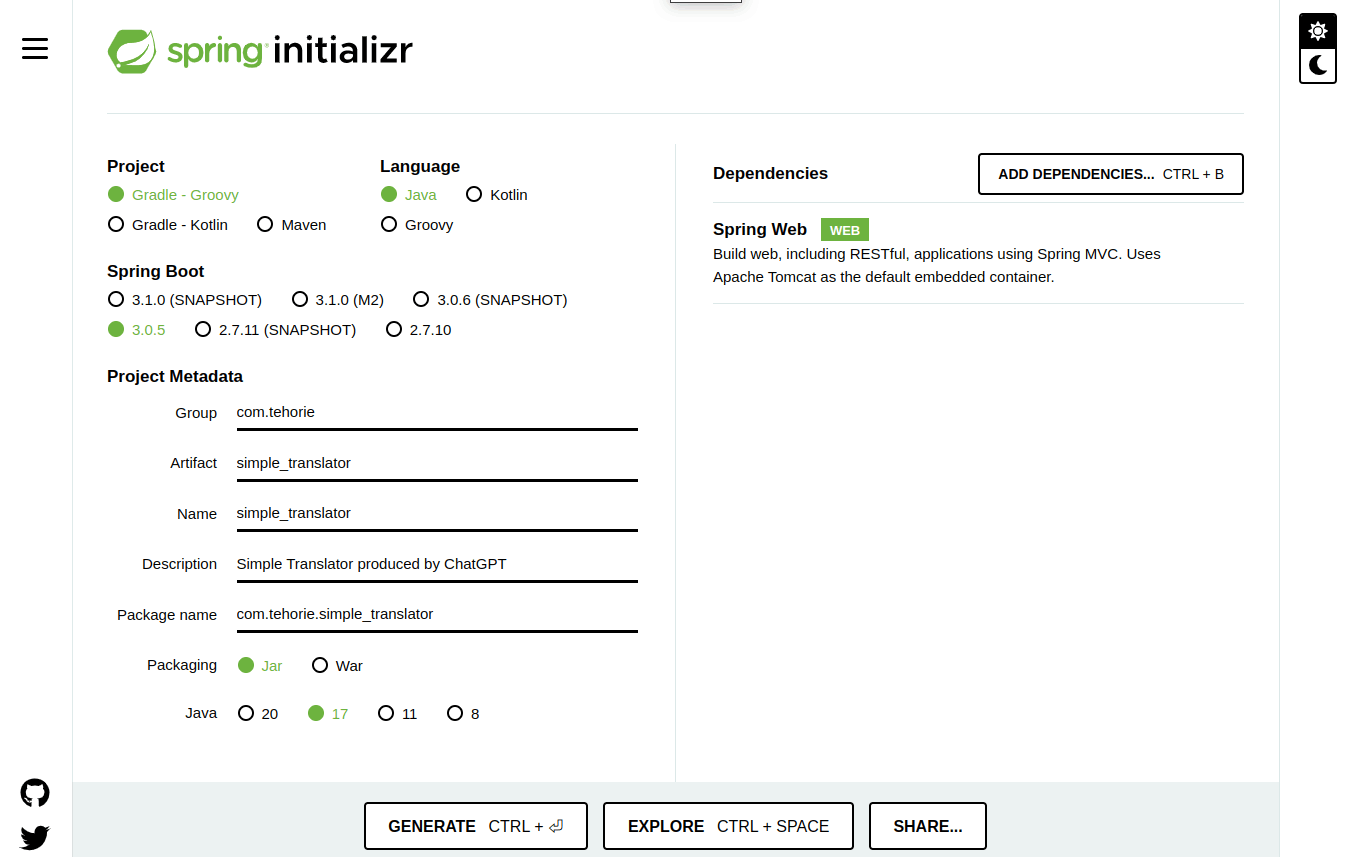 spring initializr
Project
Gradle - Groovy
Gradle - Kotlin Maven
Language
Java Kotlin
Groovy
Spring Boot
3.1.0 (SNAPSHOT) 3.1.0 (M2) 3.0.6 (SNAPSHOT)
3.0.5 2.7.11 (SNAPSHOT) 2.7.10
Project Metadata
Group com.tehorie
Artifact simple_translator
Name simple_translator
Description Simple Translator produced by ChatGPT
Package name com.tehorie.simple_translator
Packaging Jar War
Java 20 17 11 8
Dependencies ADD DEPENDENCIES... CTRL + B
Spring Web WEB
Build web, including RESTful, applications using Spring MVC. Uses
Apache Tomcat as the default embedded container.
GENERATE CTRL + ⏎ EXPLORE CTRL + SPACE SHARE...